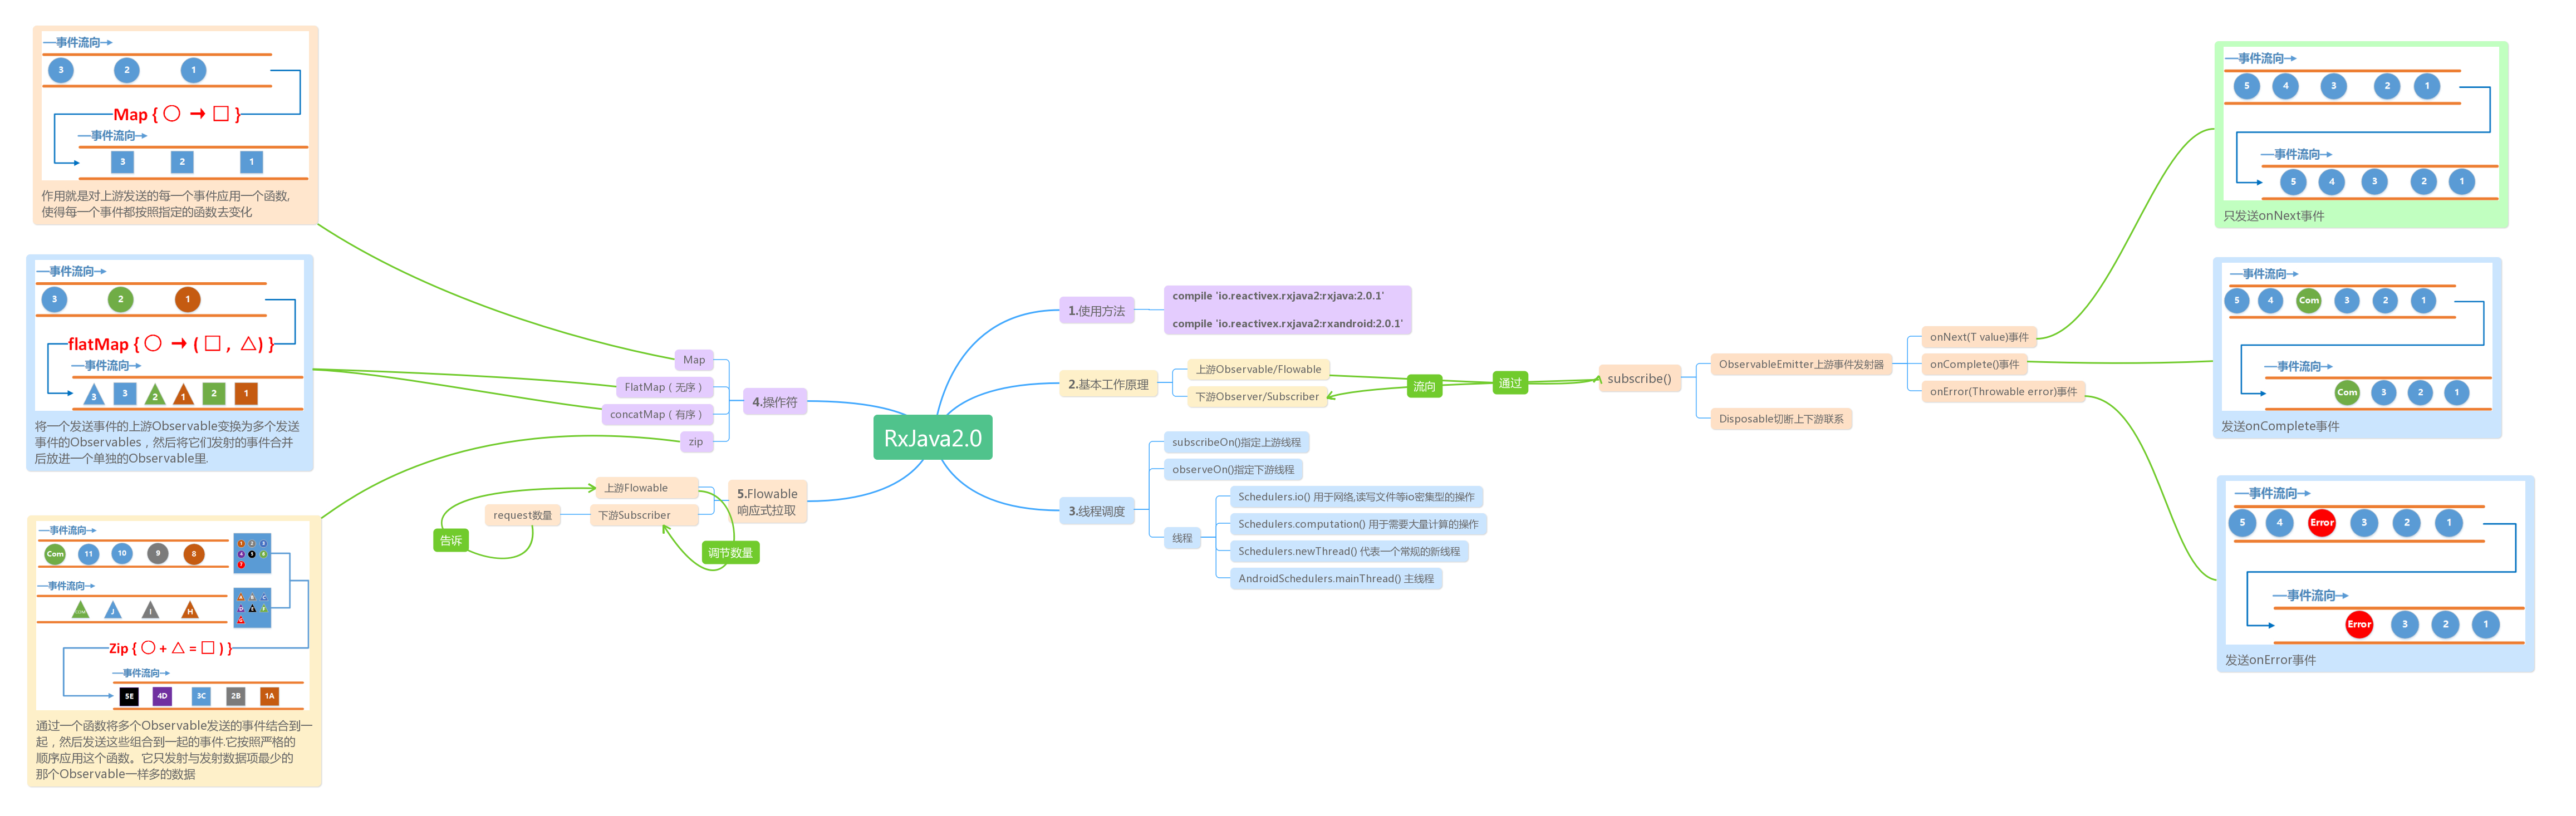 RxJava2.0
1.使用方法
compile 'io.reactivex.rxjava2:rxjava:2.0.1'
compile 'io.reactivex.rxjava2:rxandroid:2.0.1'
2.基本工作原理
上游Observable/Flowable
下游Observer/Subscriber
流向
通过
subscribe()
ObservableEmitter上游事件发射器
onNext(T value)事件
onComplete()事件
onError(Throwable error)事件
Disposable切断上下游联系
事件流向
5 4 3 2 1
事件流向
5 4 3 2 1
只发送onNext事件
事件流向
5 4 Com 3 2 1
事件流向
Com 3 2 1
发送onComplete事件
事件流向
5 4 Error 3 2 1
事件流向
Error 3 2 1
发送onError事件
3.线程调度
subscribeOn()指定上游线程
observeOn()指定下游线程
线程
Schedulers.io() 用于网络,读写文件等io密集型的操作
Schedulers.computation() 用于需要大量计算的操作
Schedulers.newThread() 代表一个常规的新线程
AndroidSchedulers.mainThread() 主线程
4.操作符
Map
FlatMap（无序）
concatMap（有序）
zip
事件流向
3 2 1
Map { ○ → □ }
事件流向
3 2 1
作用就是对上游发送的每一个事件应用一个函数,
使得每一个事件都按照指定的函数去变化
事件流向
3 2 1
flatMap { ○ → ( □ , △) }
事件流向
3 3 2 1 2 1
将一个发送事件的上游Observable变换为多个发送
事件的Observables，然后将它们发射的事件合并
后放进一个单独的Observable里.
事件流向
Com 11 10 9 8
事件流向
J I H
Zip { ○ + △ = □ ) }
事件流向
5E 4D 3C 2B 1A
通过一个函数将多个Observable发送的事件结合到一
起，然后发送这些组合到一起的事件.它按照严格的
顺序应用这个函数。它只发射与发射数据项最少的
那个Observable一样多的数据
5.Flowable
响应式拉取
上游Flowable
下游Subscriber
request数量
告诉
调节数量